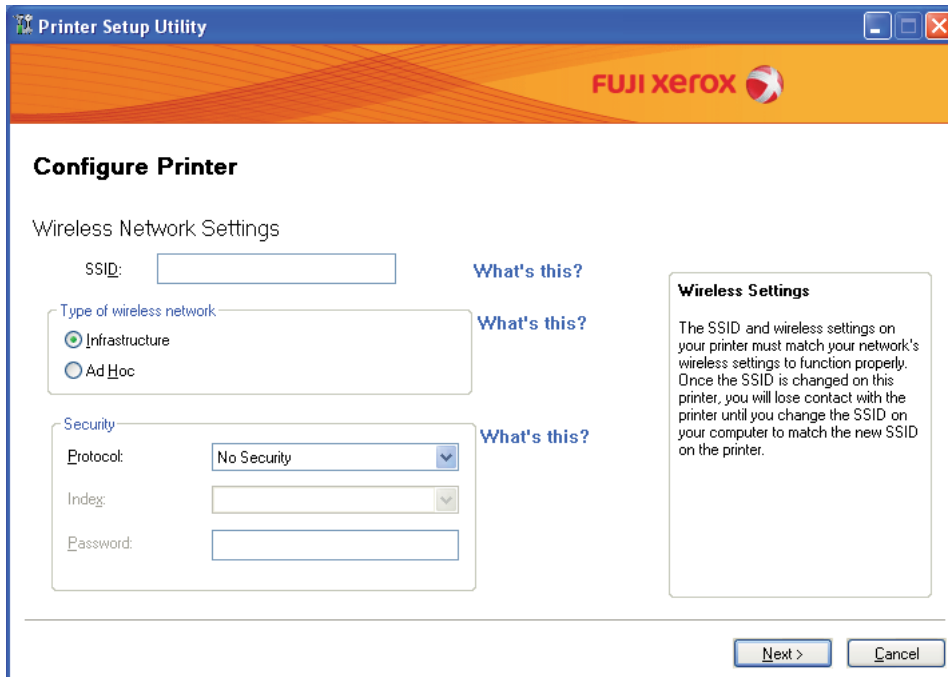 Printer Setup Utility
FUJI xerox
Configure Printer
Wireless Network Settings
SSID:
What's this?
Type of wireless network
What's this?
Infrastructure
Ad Hoc
Security
What's this?
Protocol:
No Security
Index:
Password:
Wireless Settings
The SSID and wireless settings on
your printer must match your network's
wireless settings to function properly.
Once the SSID is changed on this
printer, you will lose contact with the
printer until you change the SSID on
your computer to match the new SSID
on the printer.
Next >
Cancel